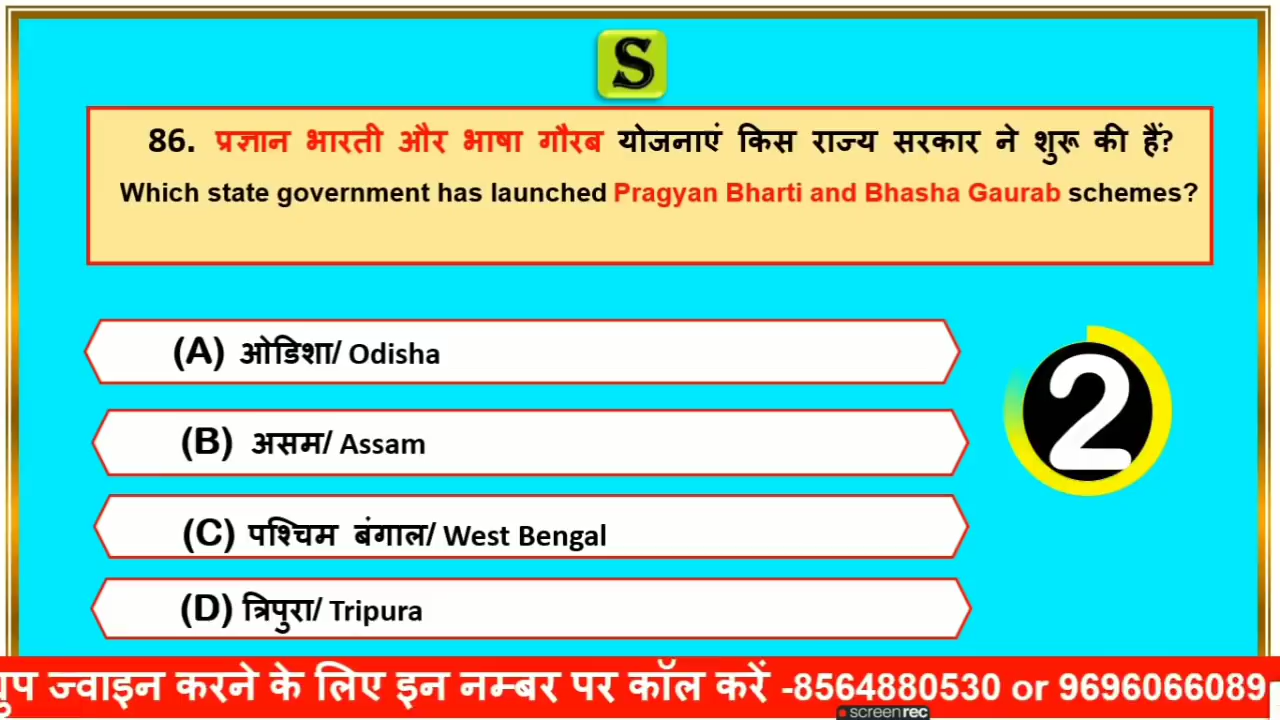 S
86. प्रज्ञान भारती और भाषा गौरब योजनाएं किस राज्य सरकार ने शुरू की हैं?
Which state government has launched Pragyan Bharti and Bhasha Gaurab schemes?
(A) ओडिशा/ Odisha
2
(B) असम/ Assam
(C) पश्चिम बंगाल/ West Bengal
(D) त्रिपुरा/ Tripura
ज्वाइन करने के लिए इन नम्बर पर कॉल करें -8564880530 or 9696066089
screenrec